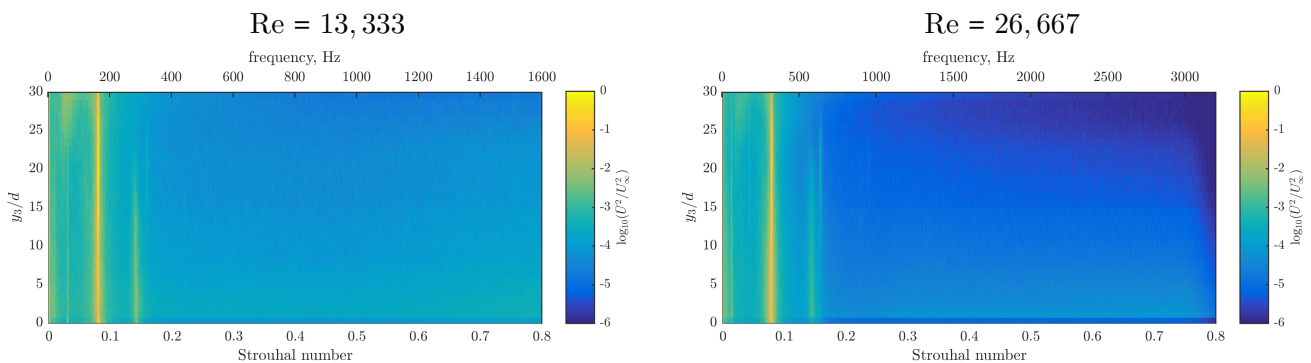 Re = 13,333
frequency, Hz
0 200 400 600 800 1000 1200 1400 1600
30
25
20
15
10
5
0
y₃/d
0 0.1 0.2 0.3 0.4 0.5 0.6 0.7 0.8
Strouhal number
0
-1
-2
-3
-4
-5
-6
log₁₀(U²/U²∞)
Re = 26,667
frequency, Hz
0 500 1000 1500 2000 2500 3000
30
25
20
15
10
5
0
y₃/d
0 0.1 0.2 0.3 0.4 0.5 0.6 0.7 0.8
Strouhal number
0
-1
-2
-3
-4
-5
-6
log₁₀(U²/U²∞)